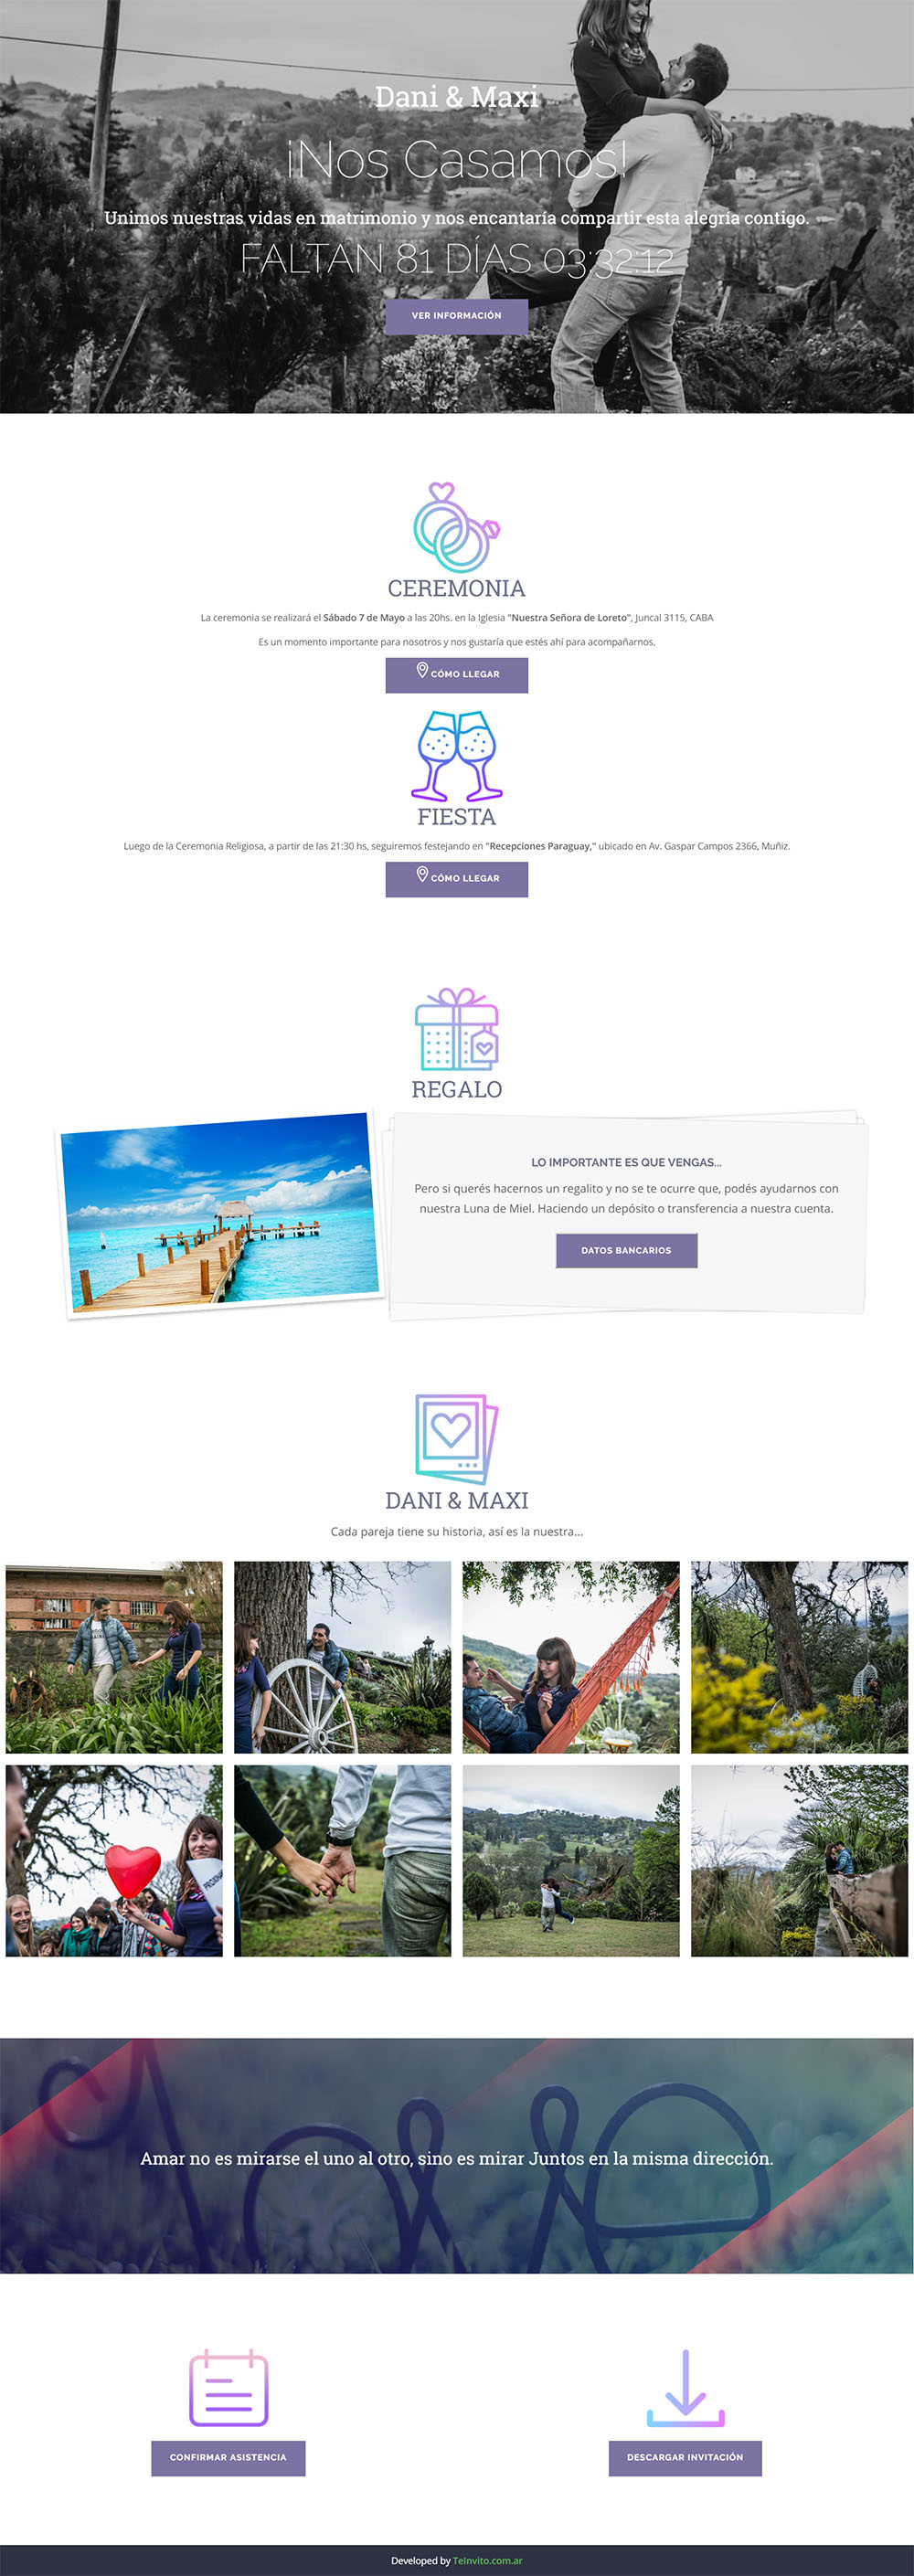 Dani & Maxi
¡Nos Casamos!
Unimos nuestras vidas en matrimonio y nos encantaría compartir esta alegría contigo.
FALTAN 81 DÍAS 03:32:12
VER INFORMACIÓN
CEREMONIA
La ceremonia se realizará el Sábado 7 de Mayo a las 20hs. en la Iglesia "Nuestra Señora de Loreto", Juncal 3115, CABA
Es un momento importante para nosotros y nos gustaría que estés ahí para acompañarnos.
CÓMO LLEGAR
FIESTA
Luego de la Ceremonia Religiosa, a partir de las 21:30 hs, seguiremos festejando en "Recepciones Paraguay," ubicado en Av. Gaspar Campos 2366, Muñiz.
CÓMO LLEGAR
REGALO
LO IMPORTANTE ES QUE VENGAS...
Pero si querés hacernos un regalito y no se te ocurre que, podés ayudarnos con
nuestra Luna de Miel. Haciendo un depósito o transferencia a nuestra cuenta.
DATOS BANCARIOS
DANI & MAXI
Cada pareja tiene su historia, así es la nuestra...
Amar no es mirarse el uno al otro, sino es mirar Juntos en la misma dirección.
CONFIRMAR ASISTENCIA
DESCARGAR INVITACIÓN
Developed by TeInvito.com.ar